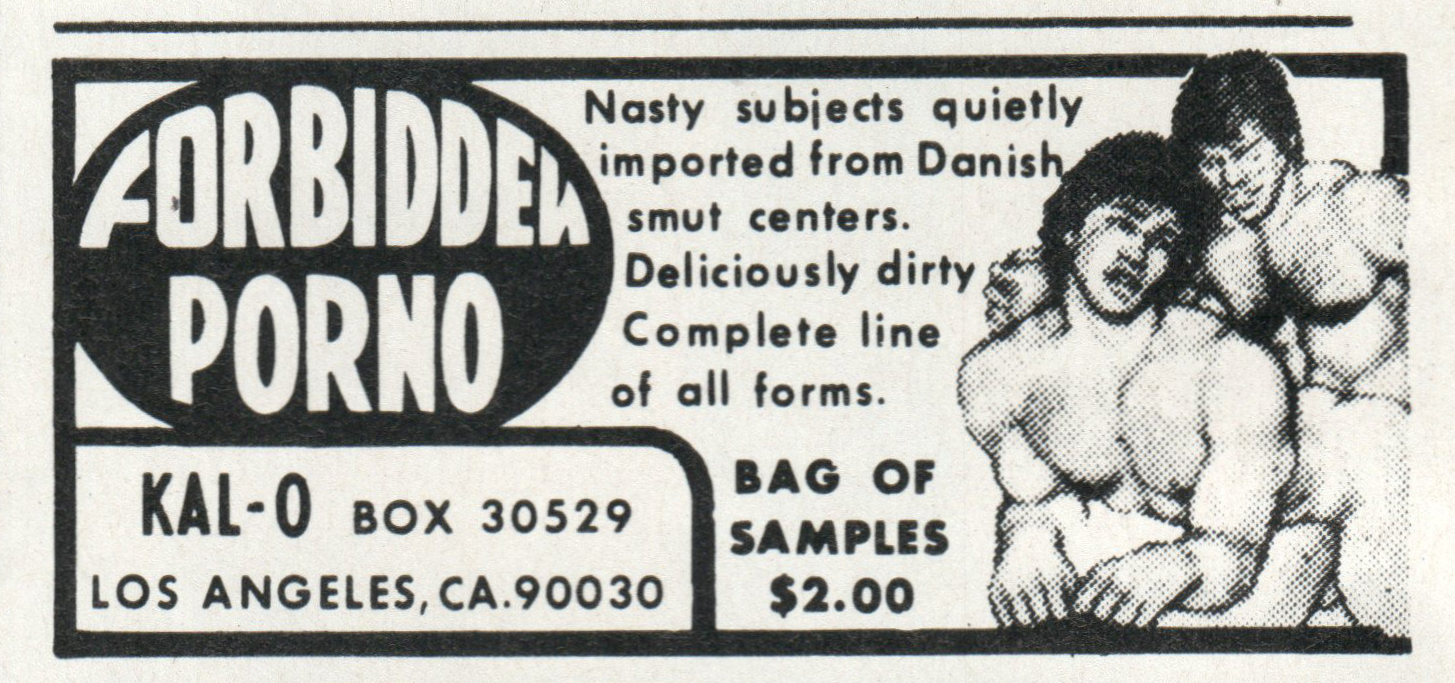 FORBIDDEN
PORNO
Nasty subjects quietly
imported from Danish
smut centers.
Deliciously dirty
Complete line
of all forms.
KAL-O BOX 30529
LOS ANGELES, CA. 90030
BAG OF
SAMPLES
$2.00